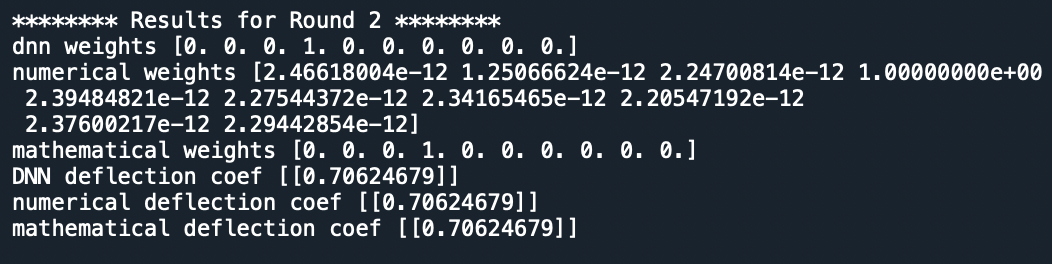 ******** Results for Round 2 ********
dnn weights [0. 0. 0. 1. 0. 0. 0. 0. 0. 0.]
numerical weights [2.46618004e-12 1.25066624e-12 2.24700814e-12 1.00000000e+00
 2.39484821e-12 2.27544372e-12 2.34165465e-12 2.20547192e-12
 2.37600217e-12 2.29442854e-12]
mathematical weights [0. 0. 0. 1. 0. 0. 0. 0. 0. 0.]
DNN deflection coef [[0.70624679]]
numerical deflection coef [[0.70624679]]
mathematical deflection coef [[0.70624679]]